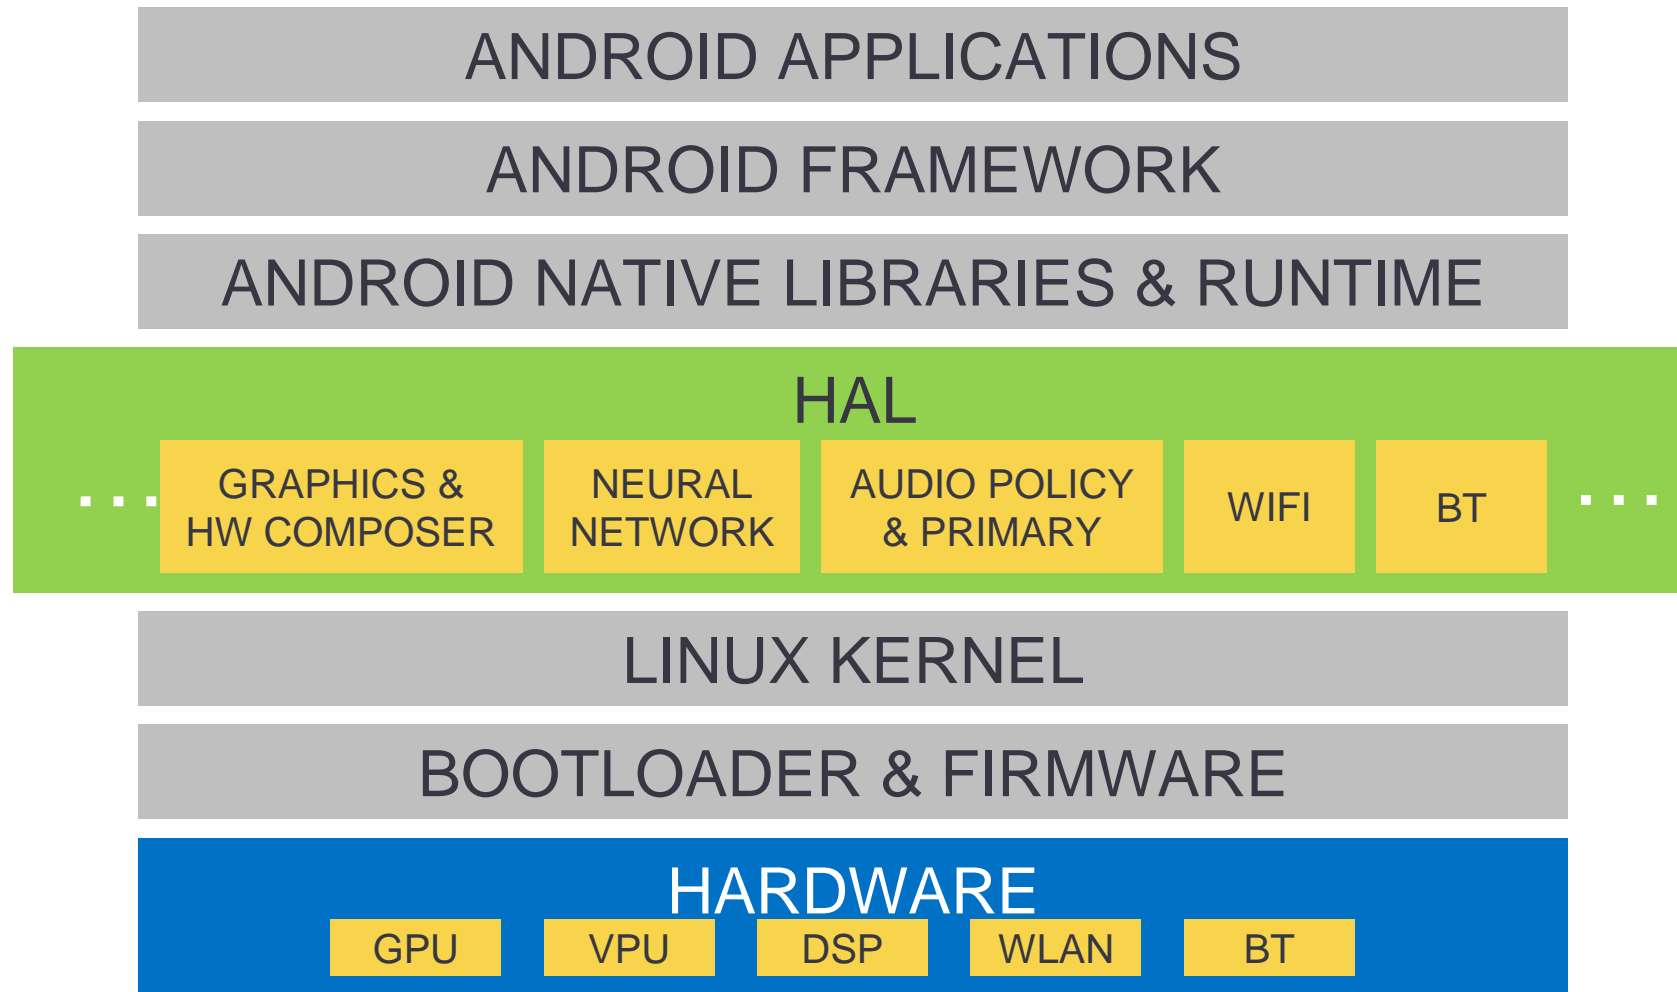 ANDROID APPLICATIONS
ANDROID FRAMEWORK
ANDROID NATIVE LIBRARIES & RUNTIME
HAL
...
GRAPHICS &
HW COMPOSER
NEURAL
NETWORK
AUDIO POLICY
& PRIMARY
WIFI
BT
...
LINUX KERNEL
BOOTLOADER & FIRMWARE
HARDWARE
GPU
VPU
DSP
WLAN
BT